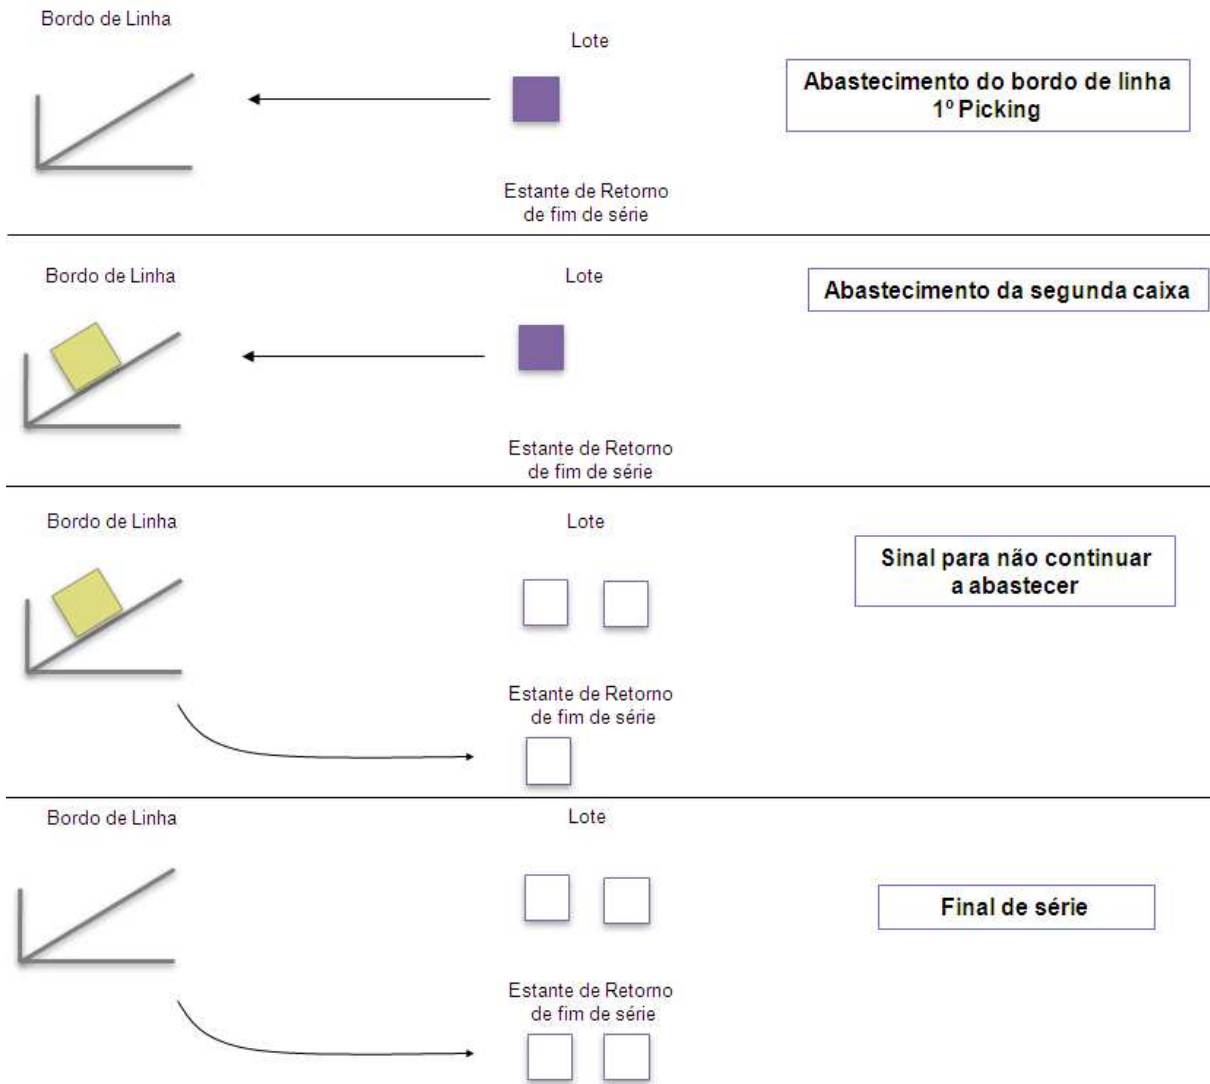 Bordo de Linha
Lote
Abastecimento do bordo de linha
1º Picking
Estante de Retorno
de fim de série
Bordo de Linha
Lote
Abastecimento da segunda caixa
Estante de Retorno
de fim de série
Bordo de Linha
Lote
Sinal para não continuar
a abastecer
Estante de Retorno
de fim de série
Bordo de Linha
Lote
Final de série
Estante de Retorno
de fim de série